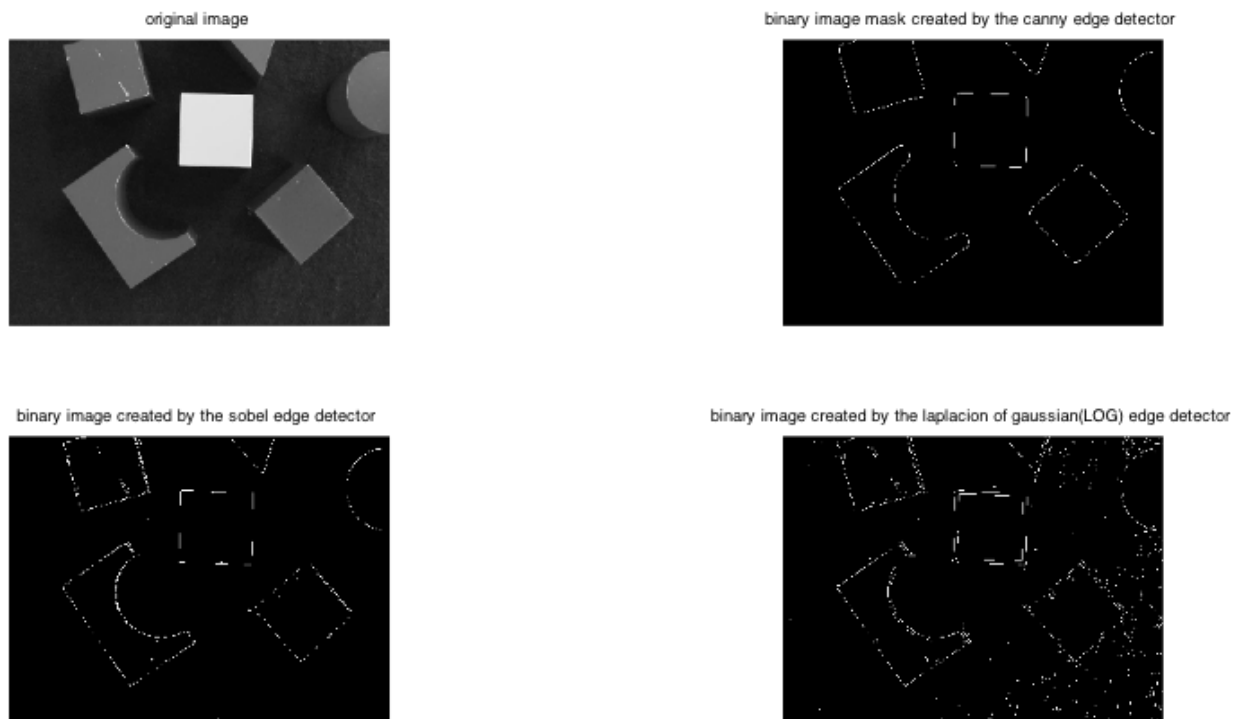 original image
binary image mask created by the canny edge detector
binary image created by the sobel edge detector
binary image created by the laplacion of gaussian(LOG) edge detector